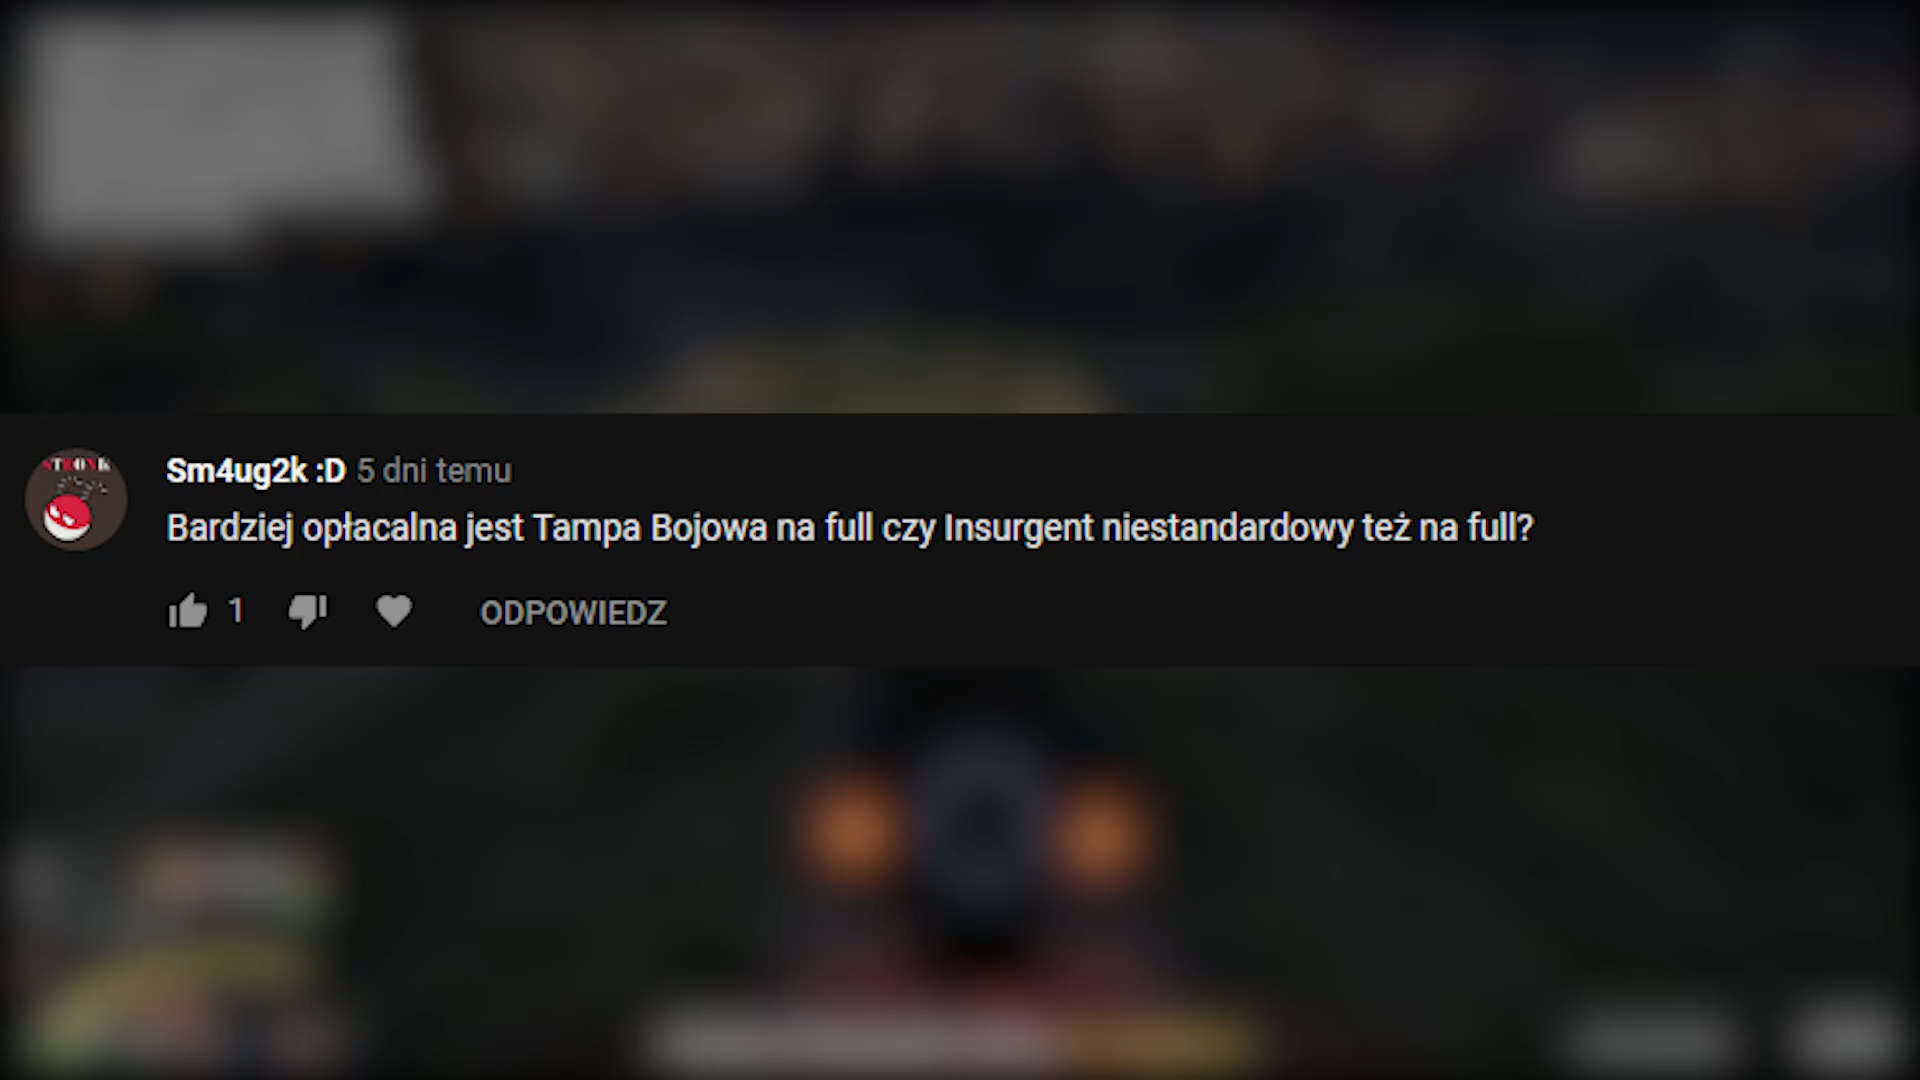 STONK
Sm4ug2k :D 5 dni temu
Bardziej opłacalna jest Tampa Bojowa na full czy Insurgent niestandardowy też na full?
1
ODPOWIEDZ